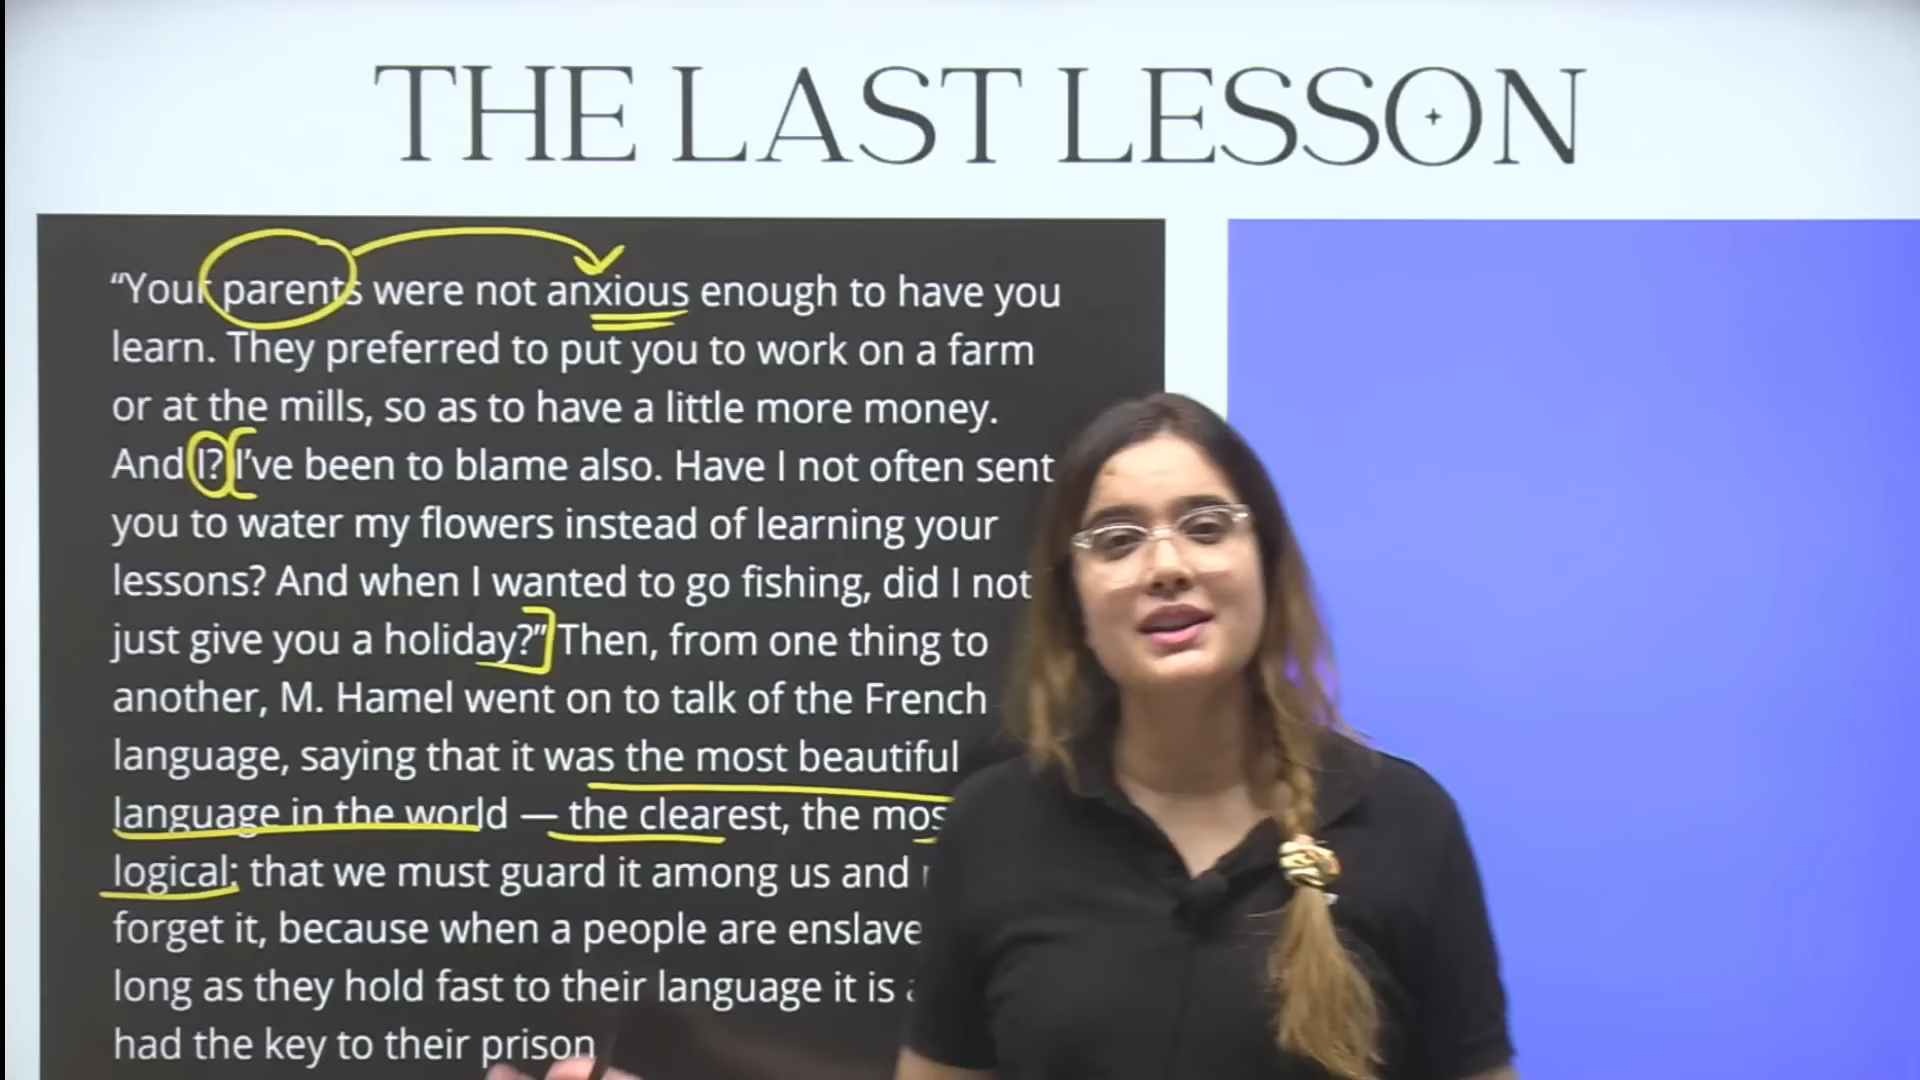 THE LAST LESSON
“Your parents were not anxious enough to have you
learn. They preferred to put you to work on a farm
or at the mills, so as to have a little more money.
And I? I’ve been to blame also. Have I not often sent
you to water my flowers instead of learning your
lessons? And when I wanted to go fishing, did I not
just give you a holiday?” Then, from one thing to
another, M. Hamel went on to talk of the French
language, saying that it was the most beautiful
language in the world — the clearest, the
logical; that we must guard it among us and
forget it, because when a people are
long as they hold fast to their language it is
had the key to their prison